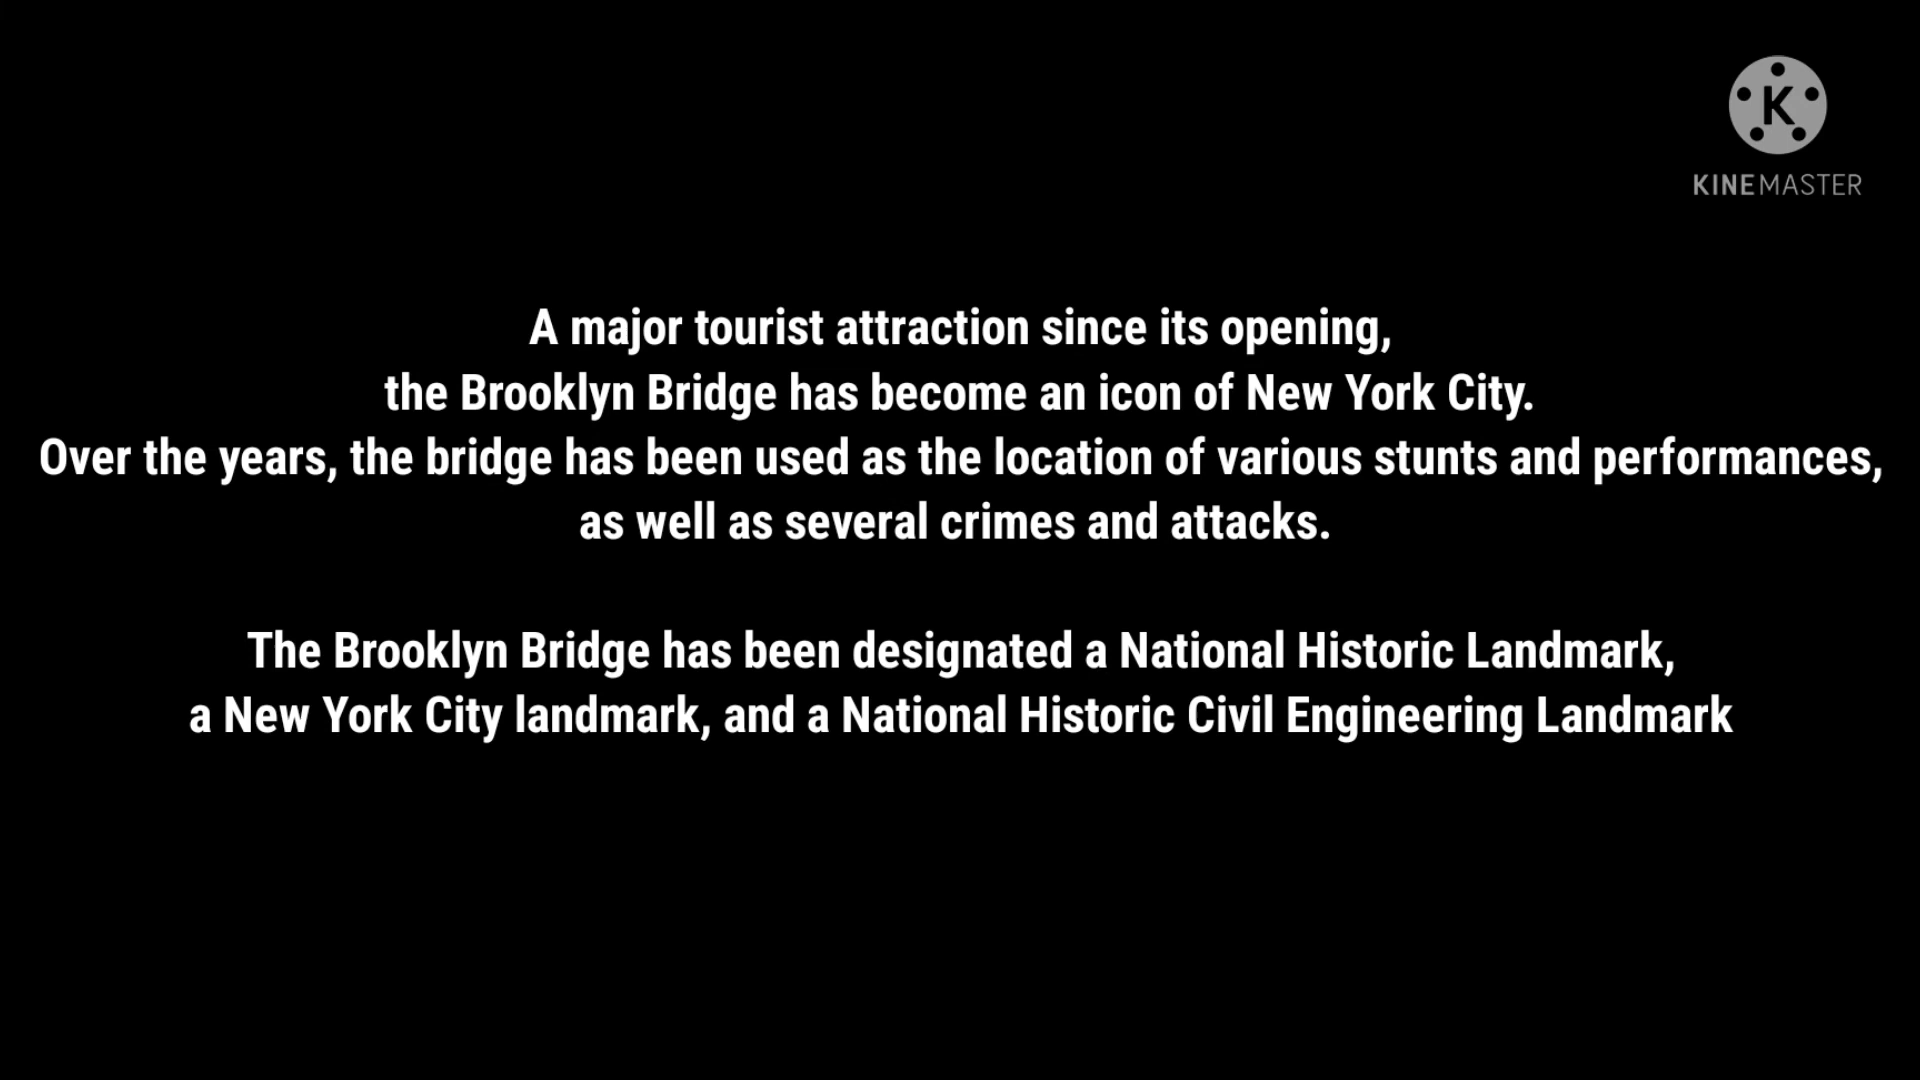 K
KINEMASTER
A major tourist attraction since its opening,
the Brooklyn Bridge has become an icon of New York City.
Over the years, the bridge has been used as the location of various stunts and performances,
as well as several crimes and attacks.
The Brooklyn Bridge has been designated a National Historic Landmark,
a New York City landmark, and a National Historic Civil Engineering Landmark